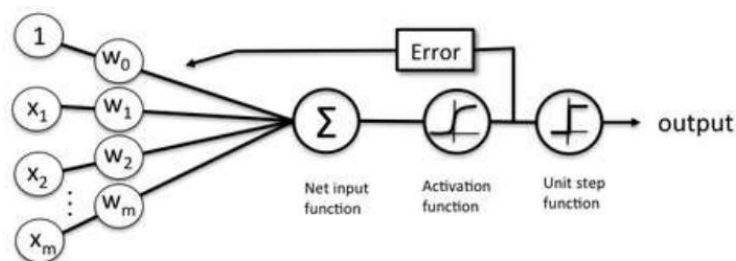 1
w0
Error
x1
w1
Σ
output
x2
w2
⋮
wm
xm
Net input
function
Activation
function
Unit step
function